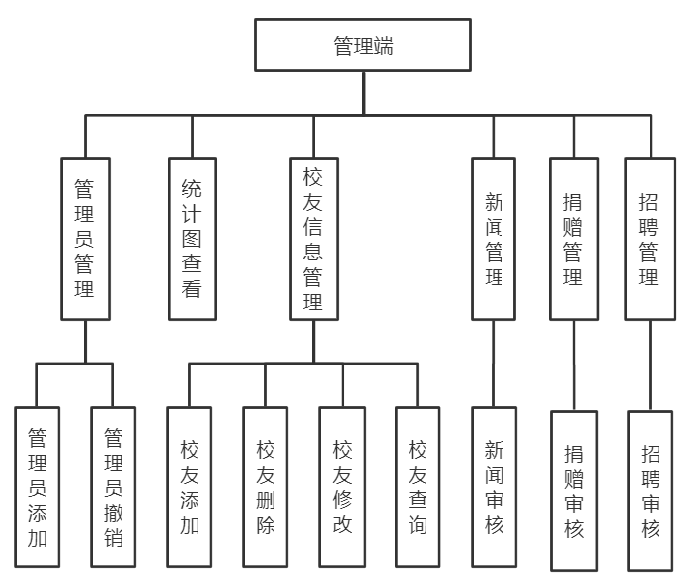 管理端
管理员管理
统计图查看
校友信息管理
新闻管理
捐赠管理
招聘管理
管理员添加
管理员撤销
校友添加
校友删除
校友修改
校友查询
新闻审核
捐赠审核
招聘审核